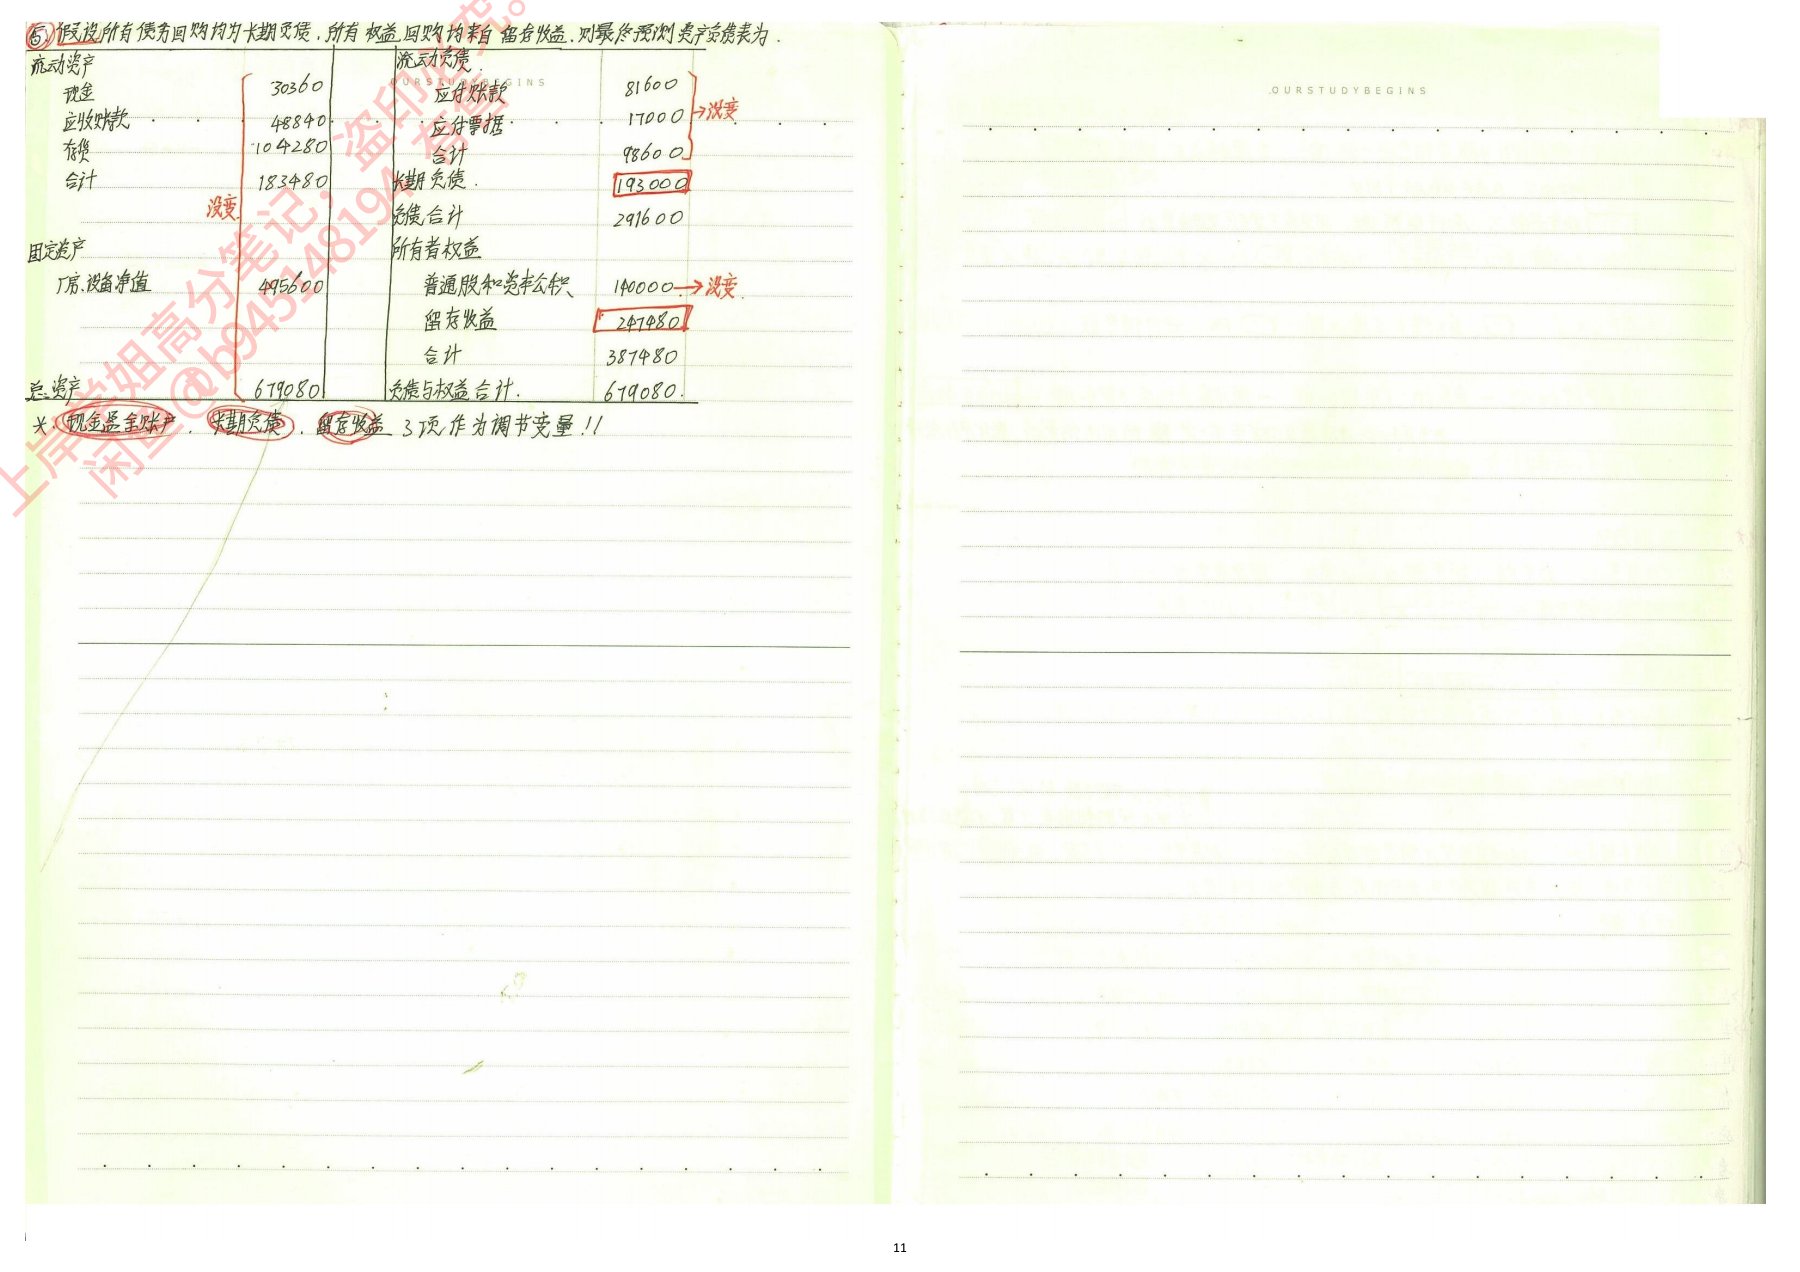 ⑤ 假设所有债务回购均为长期负债.所有权益回购均来自留存收益.则最终预测资产负债表为.
流动资产 流动负债.
OURSTUDYBEGINS
.OURSTUDYBEGINS
现金 30360 应付账款 81600
应收账款 48840 应付票据 17000 →没变
存货 104280 合计 98600
合计 183480 长期负债. 193000
没变 负债合计 291600
固定资产 所有者权益
厂房、设备净值 495600 普通股和资本公积 140000 →没变.
留存收益 247480
合计 387480
总资产 679080 负债与权益合计. 679080
*. 现金盈余账户. 长期负债. 留存收益 3项作为调节变量!!
上岸学姐高分笔记,盗印必究。
闲鱼@b945148194
11